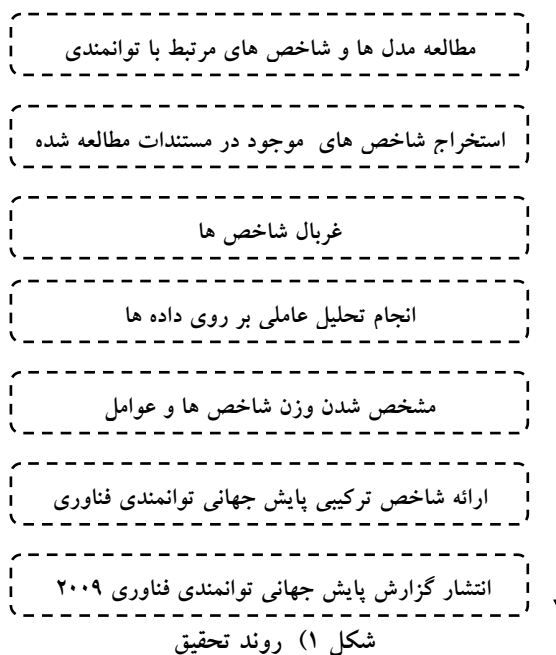 مطالعه مدل ها و شاخص های مرتبط با توانمندی
استخراج شاخص های موجود در مستندات مطالعه شده
غربال شاخص ها
انجام تحلیل عاملی بر روی داده ها
مشخص شدن وزن شاخص ها و عوامل
ارائه شاخص ترکیبی پایش جهانی توانمندی فناوری
انتشار گزارش پایش جهانی توانمندی فناوری ۲۰۰۹
شکل ۱) روند تحقیق